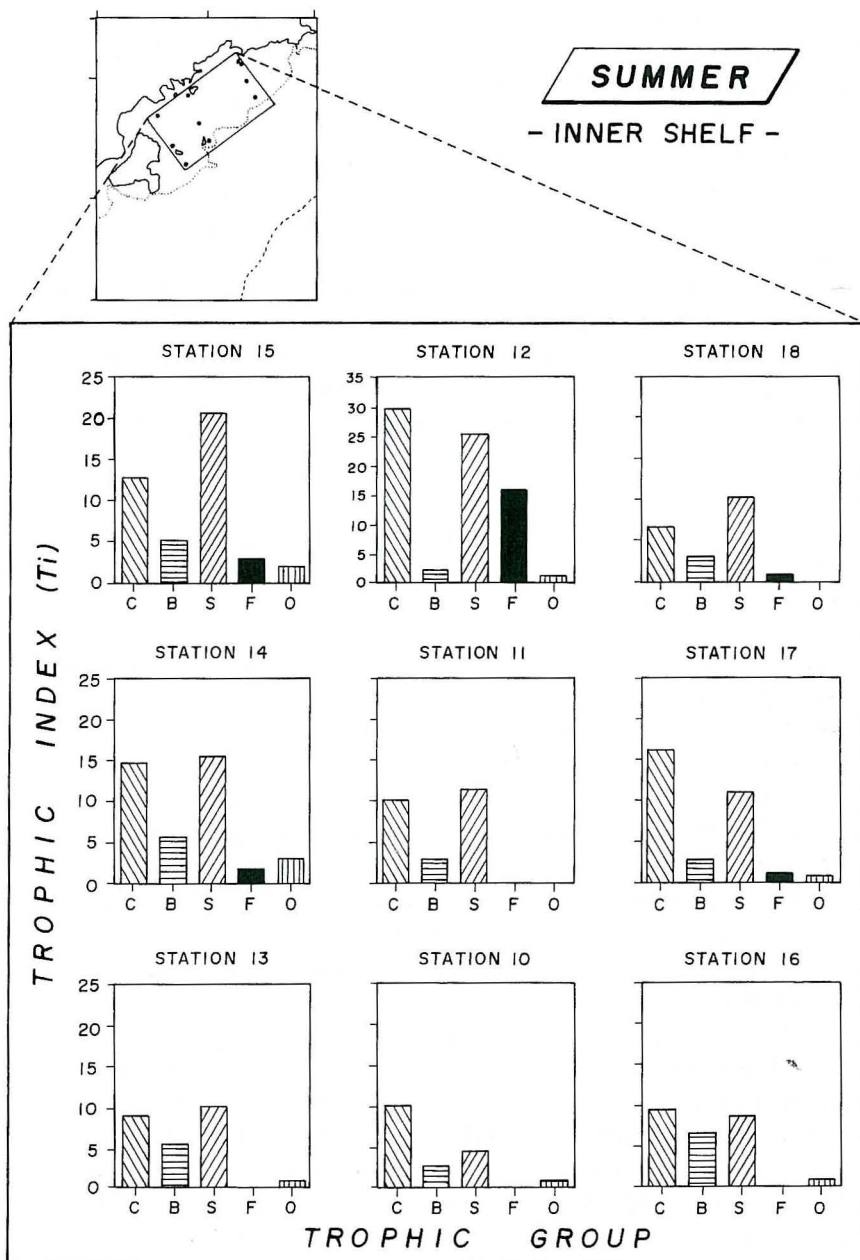 SUMMER
- INNER SHELF -
STATION 15
25
20
15
10
5
0
C B S F O
STATION 12
35
30
25
15
10
5
0
C B S F O
STATION 18
C B S F O
STATION 14
25
20
15
10
5
0
C B S F O
STATION 11
C B S F O
STATION 17
C B S F O
STATION 13
25
20
15
10
5
0
C B S F O
STATION 10
C B S F O
STATION 16
C B S F O
TROPHIC INDEX (Ti)
TROPHIC GROUP